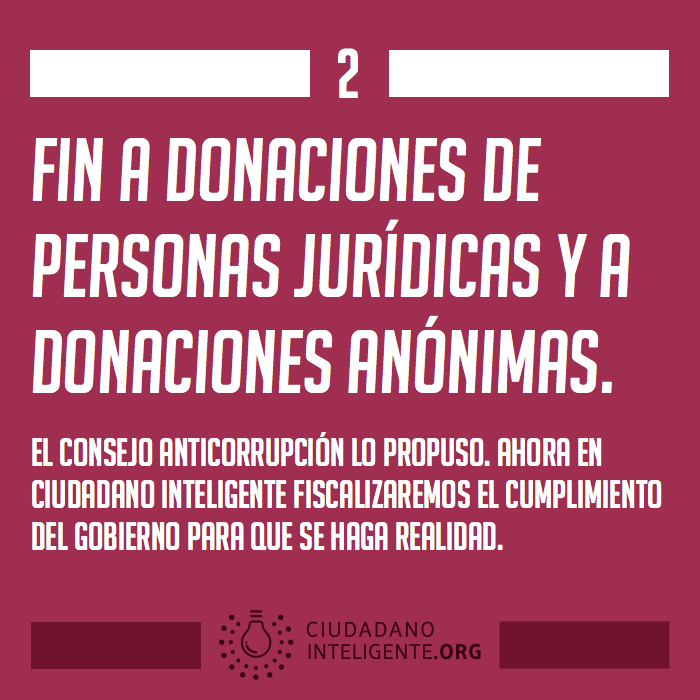 2
FIN A DONACIONES DE
PERSONAS JURÍDICAS Y A
DONACIONES ANÓNIMAS.
EL CONSEJO ANTICORRUPCIÓN LO PROPUSO. AHORA EN
CIUDADANO INTELIGENTE FISCALIZAREMOS EL CUMPLIMIENTO
DEL GOBIERNO PARA QUE SE HAGA REALIDAD.
CIUDADANO
INTELIGENTE.ORG